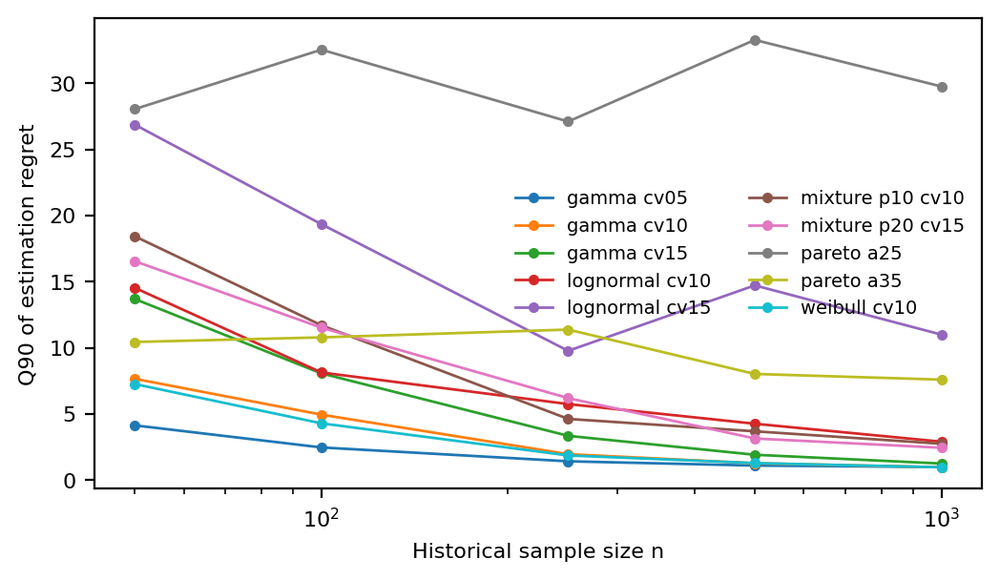 30
25
20
15
10
5
0
Q90 of estimation regret
gamma cv05
gamma cv10
gamma cv15
lognormal cv10
lognormal cv15
mixture p10 cv10
mixture p20 cv15
pareto a25
pareto a35
weibull cv10
10²
10³
Historical sample size n